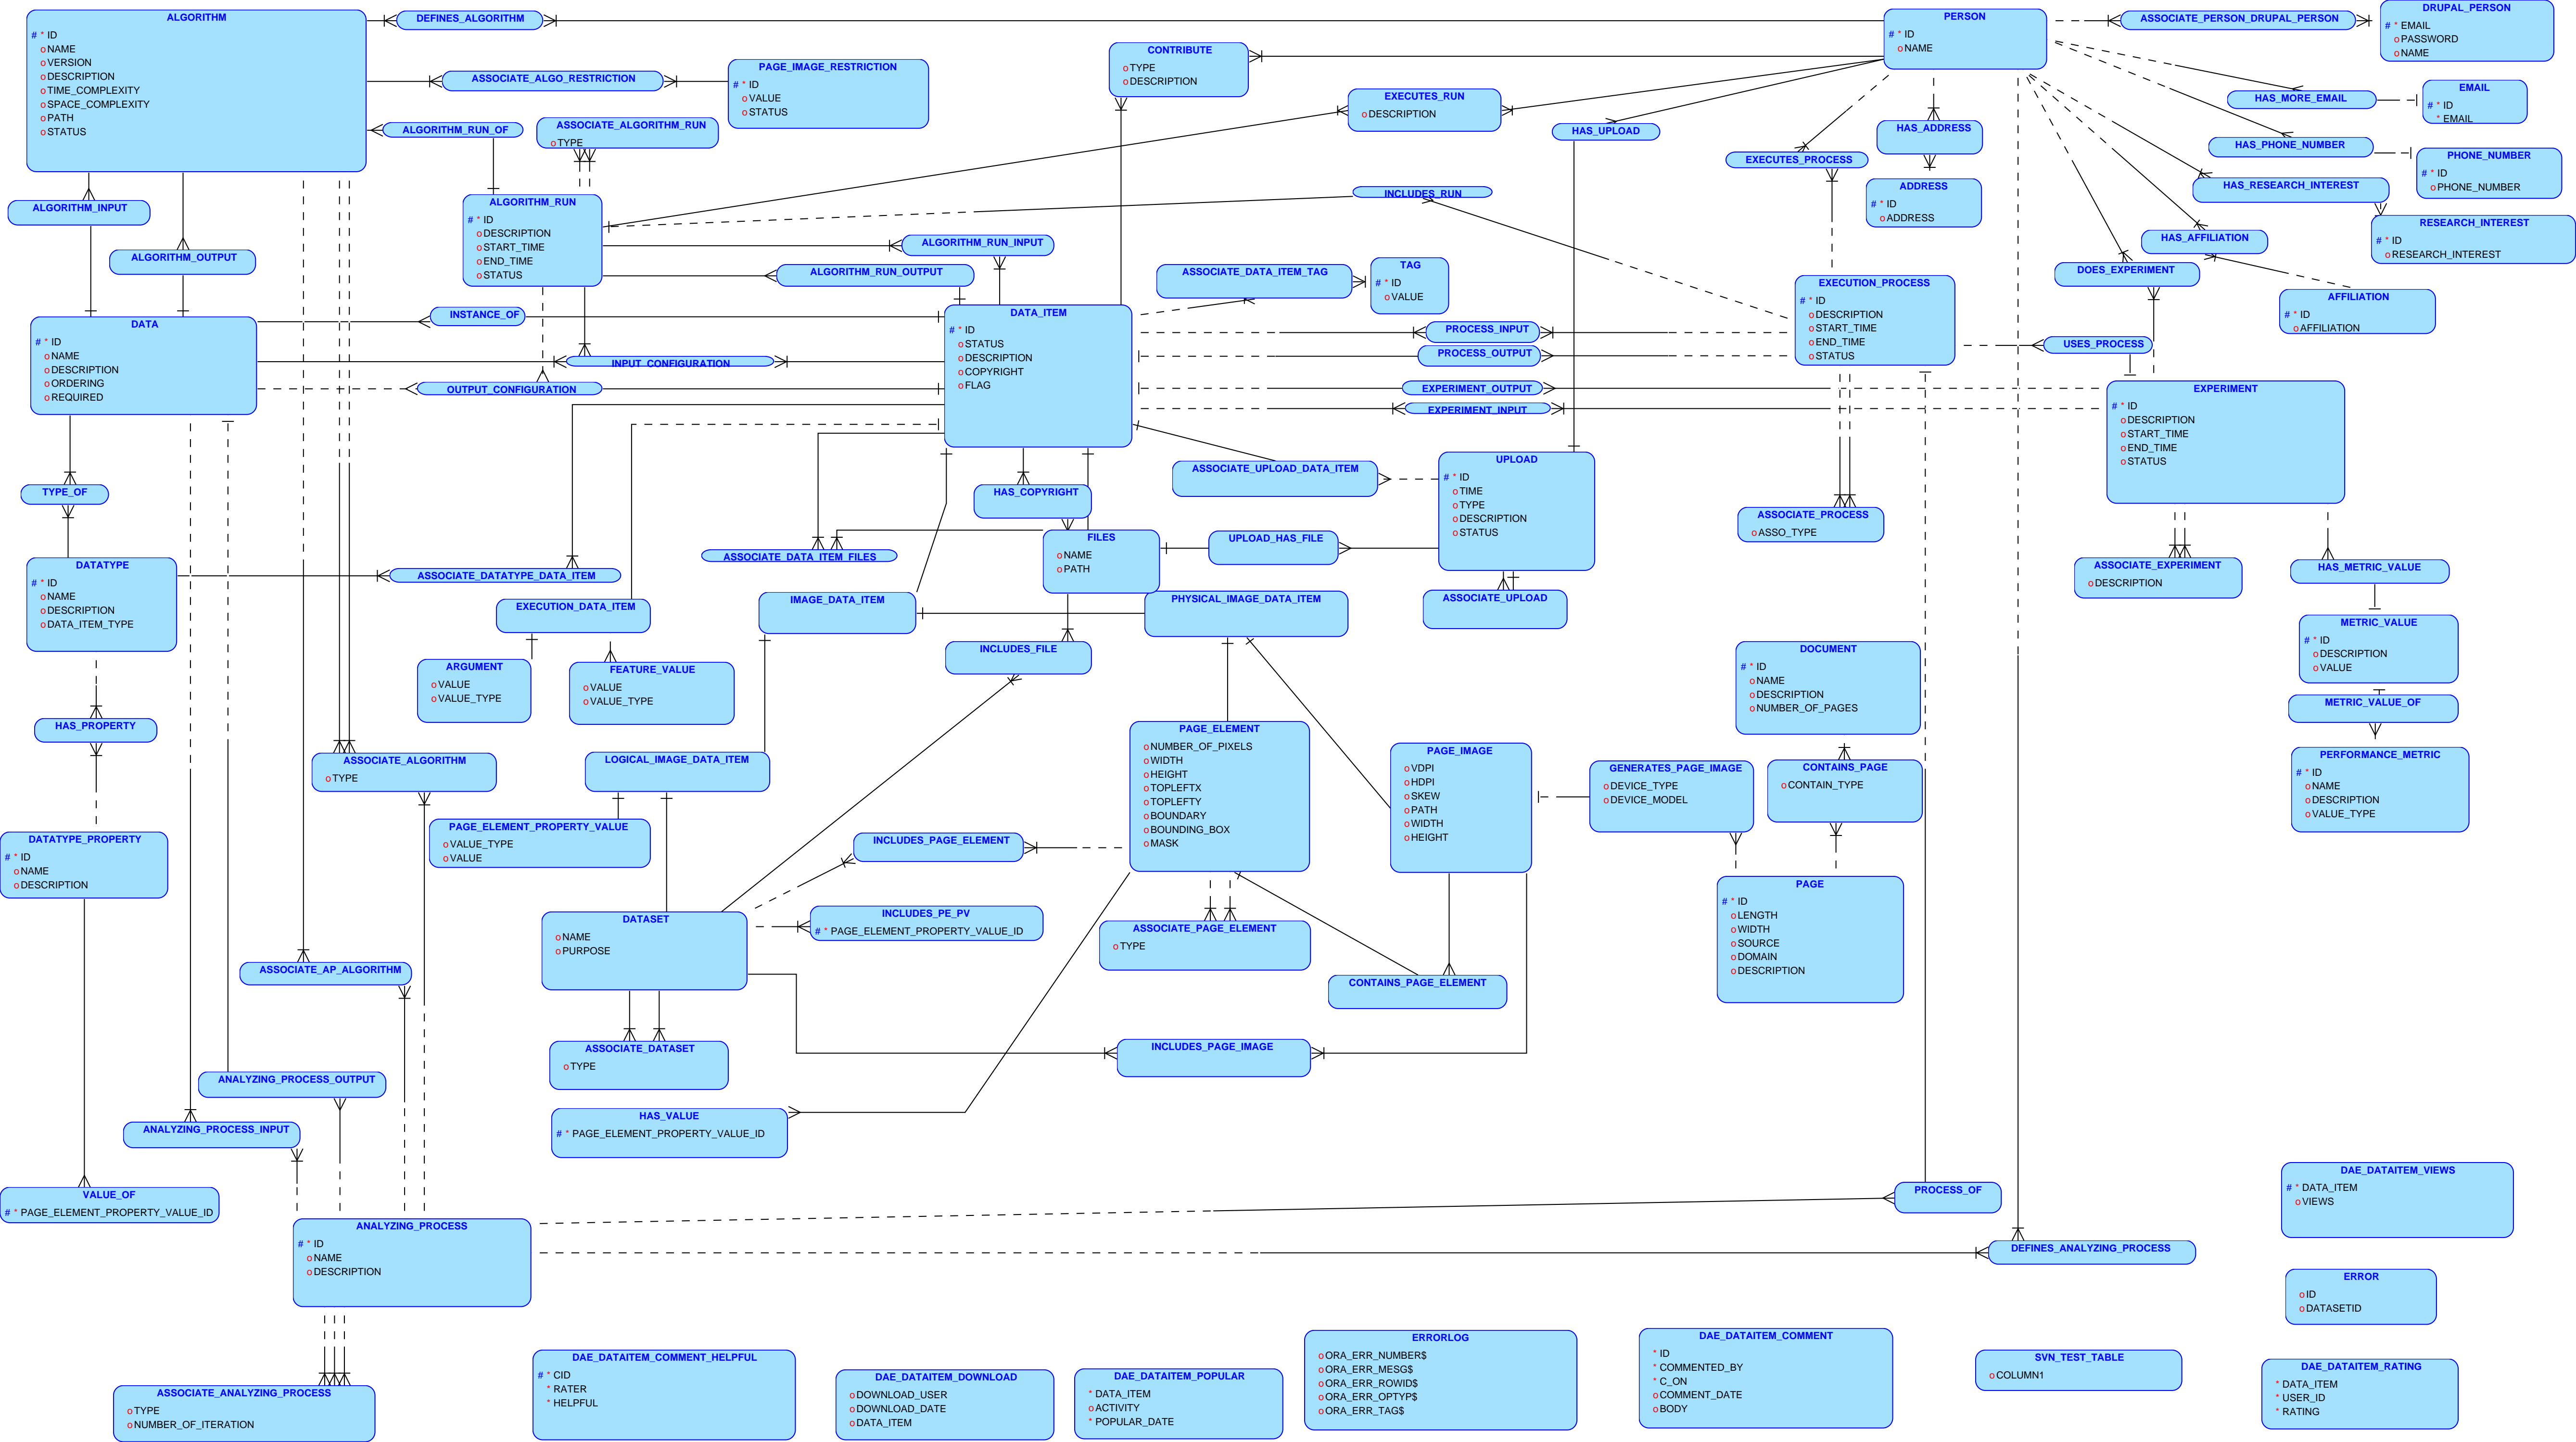 ALGORITHM
# * ID
o NAME
o VERSION
o DESCRIPTION
o TIME_COMPLEXITY
o SPACE_COMPLEXITY
o PATH
o STATUS
DEFINES_ALGORITHM
ASSOCIATE_ALGO_RESTRICTION
PAGE_IMAGE_RESTRICTION
# * ID
o VALUE
o STATUS
ALGORITHM_RUN_OF
ASSOCIATE_ALGORITHM_RUN
o TYPE
CONTRIBUTE
o TYPE
o DESCRIPTION
EXECUTES_RUN
o DESCRIPTION
HAS_UPLOAD
PERSON
# * ID
o NAME
ASSOCIATE_PERSON_DRUPAL_PERSON
DRUPAL_PERSON
# * EMAIL
o PASSWORD
o NAME
HAS_MORE_EMAIL
EMAIL
# * ID
* EMAIL
HAS_PHONE_NUMBER
PHONE_NUMBER
# * ID
o PHONE_NUMBER
HAS_ADDRESS
EXECUTES_PROCESS
ADDRESS
# * ID
o ADDRESS
HAS_RESEARCH_INTEREST
RESEARCH_INTEREST
# * ID
o RESEARCH_INTEREST
HAS_AFFILIATION
AFFILIATION
# * ID
o AFFILIATION
DOES_EXPERIMENT
ALGORITHM_INPUT
ALGORITHM_OUTPUT
ALGORITHM_RUN
# * ID
o DESCRIPTION
o START_TIME
o END_TIME
o STATUS
INCLUDES_RUN
ALGORITHM_RUN_INPUT
ALGORITHM_RUN_OUTPUT
ASSOCIATE_DATA_ITEM_TAG
TAG
# * ID
o VALUE
EXECUTION_PROCESS
# * ID
o DESCRIPTION
o START_TIME
o END_TIME
o STATUS
DATA
# * ID
o NAME
o DESCRIPTION
o ORDERING
o REQUIRED
INSTANCE_OF
INPUT_CONFIGURATION
OUTPUT_CONFIGURATION
DATA_ITEM
# * ID
o STATUS
o DESCRIPTION
o COPYRIGHT
o FLAG
PROCESS_INPUT
PROCESS_OUTPUT
EXPERIMENT_OUTPUT
EXPERIMENT_INPUT
USES_PROCESS
EXPERIMENT
# * ID
o DESCRIPTION
o START_TIME
o END_TIME
o STATUS
TYPE_OF
HAS_COPYRIGHT
ASSOCIATE_UPLOAD_DATA_ITEM
UPLOAD
# * ID
o TIME
o TYPE
o DESCRIPTION
o STATUS
ASSOCIATE_PROCESS
o ASSO_TYPE
DATATYPE
# * ID
o NAME
o DESCRIPTION
o DATA_ITEM_TYPE
ASSOCIATE_DATATYPE_DATA_ITEM
ASSOCIATE_DATA_ITEM_FILES
FILES
o NAME
o PATH
UPLOAD_HAS_FILE
ASSOCIATE_UPLOAD
ASSOCIATE_EXPERIMENT
o DESCRIPTION
HAS_METRIC_VALUE
EXECUTION_DATA_ITEM
IMAGE_DATA_ITEM
PHYSICAL_IMAGE_DATA_ITEM
METRIC_VALUE
# * ID
o DESCRIPTION
o VALUE
ARGUMENT
o VALUE
o VALUE_TYPE
FEATURE_VALUE
o VALUE
o VALUE_TYPE
INCLUDES_FILE
DOCUMENT
# * ID
o NAME
o DESCRIPTION
o NUMBER_OF_PAGES
METRIC_VALUE_OF
HAS_PROPERTY
ASSOCIATE_ALGORITHM
o TYPE
LOGICAL_IMAGE_DATA_ITEM
PAGE_ELEMENT
o NUMBER_OF_PIXELS
o WIDTH
o HEIGHT
o TOPLEFTX
o TOPLEFTY
o BOUNDARY
o BOUNDING_BOX
o MASK
PAGE_IMAGE
o VDPI
o HDPI
o SKEW
o PATH
o WIDTH
o HEIGHT
GENERATES_PAGE_IMAGE
o DEVICE_TYPE
o DEVICE_MODEL
CONTAINS_PAGE
o CONTAIN_TYPE
PERFORMANCE_METRIC
# * ID
o NAME
o DESCRIPTION
o VALUE_TYPE
DATATYPE_PROPERTY
# * ID
o NAME
o DESCRIPTION
PAGE_ELEMENT_PROPERTY_VALUE
o VALUE_TYPE
o VALUE
INCLUDES_PAGE_ELEMENT
PAGE
# * ID
o LENGTH
o WIDTH
o SOURCE
o DOMAIN
o DESCRIPTION
DATASET
o NAME
o PURPOSE
INCLUDES_PE_PV
# * PAGE_ELEMENT_PROPERTY_VALUE_ID
ASSOCIATE_PAGE_ELEMENT
o TYPE
CONTAINS_PAGE_ELEMENT
ASSOCIATE_AP_ALGORITHM
ASSOCIATE_DATASET
o TYPE
INCLUDES_PAGE_IMAGE
ANALYZING_PROCESS_OUTPUT
ANALYZING_PROCESS_INPUT
HAS_VALUE
# * PAGE_ELEMENT_PROPERTY_VALUE_ID
VALUE_OF
# * PAGE_ELEMENT_PROPERTY_VALUE_ID
PROCESS_OF
DAE_DATAITEM_VIEWS
# * DATA_ITEM
o VIEWS
ANALYZING_PROCESS
# * ID
o NAME
o DESCRIPTION
DEFINES_ANALYZING_PROCESS
ERROR
o ID
o DATASETID
ASSOCIATE_ANALYZING_PROCESS
o TYPE
o NUMBER_OF_ITERATION
DAE_DATAITEM_COMMENT_HELPFUL
# * CID
* RATER
* HELPFUL
DAE_DATAITEM_DOWNLOAD
o DOWNLOAD_USER
o DOWNLOAD_DATE
o DATA_ITEM
DAE_DATAITEM_POPULAR
* DATA_ITEM
o ACTIVITY
* POPULAR_DATE
ERRORLOG
o ORA_ERR_NUMBER$
o ORA_ERR_MESG$
o ORA_ERR_ROWID$
o ORA_ERR_OPTYP$
o ORA_ERR_TAG$
DAE_DATAITEM_COMMENT
* ID
* COMMENTED_BY
* C_ON
o COMMENT_DATE
o BODY
SVN_TEST_TABLE
o COLUMN1
DAE_DATAITEM_RATING
* DATA_ITEM
* USER_ID
* RATING